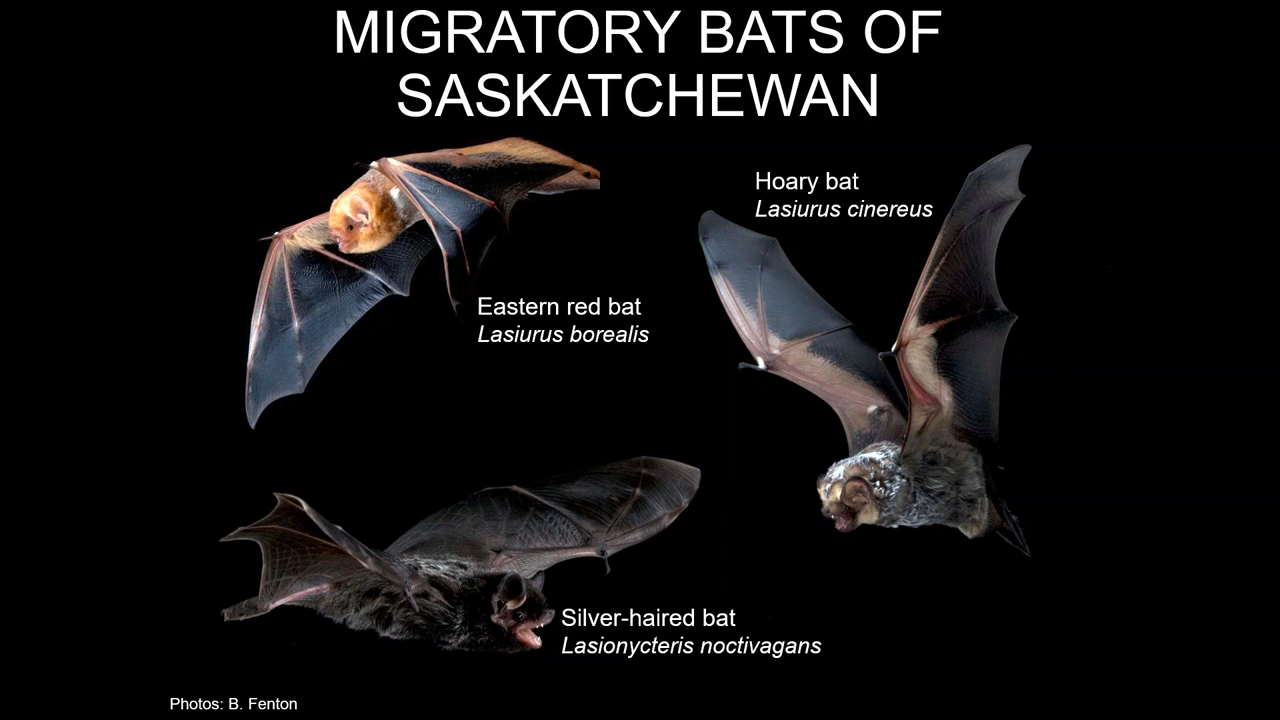 MIGRATORY BATS OF
SASKATCHEWAN
Hoary bat
Lasiurus cinereus
Eastern red bat
Lasiurus borealis
Silver-haired bat
Lasionycteris noctivagans
Photos: B. Fenton